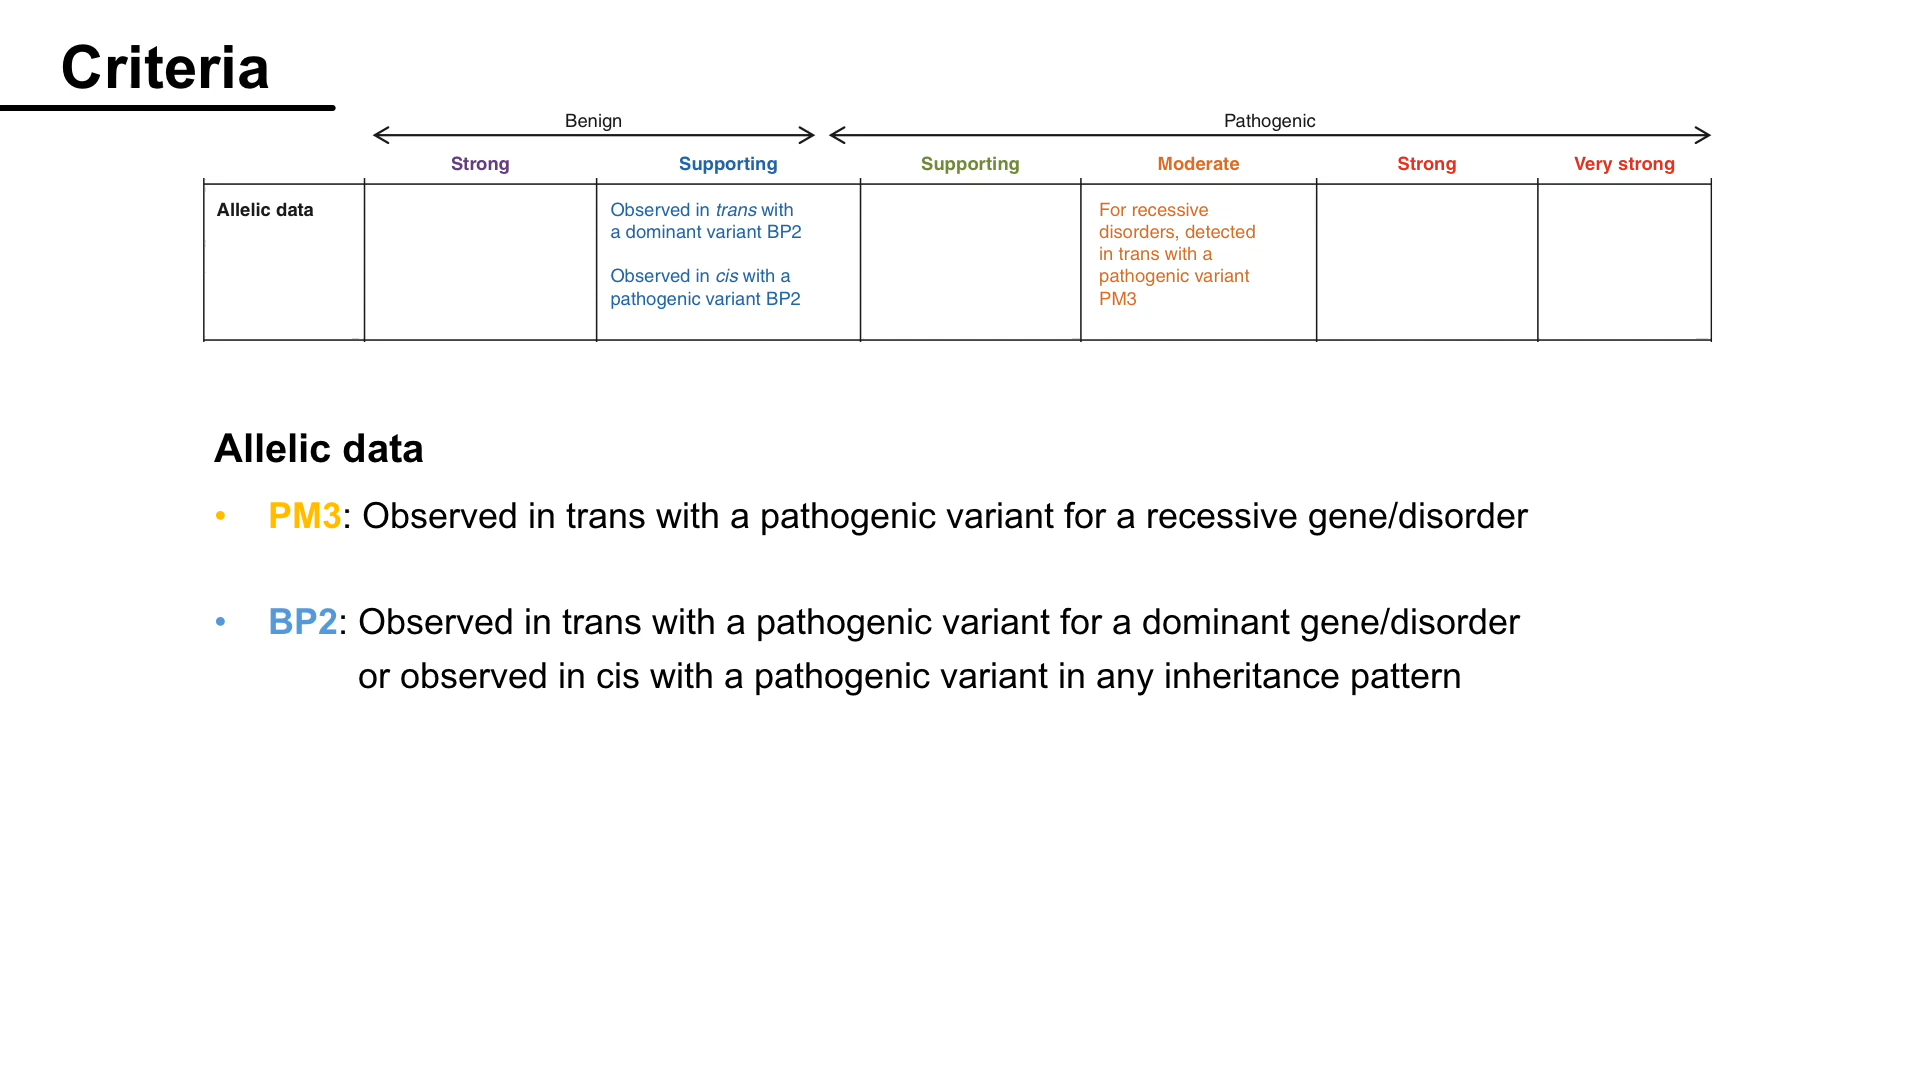 Criteria
Benign
Pathogenic
Strong
Supporting
Supporting
Moderate
Strong
Very strong
Allelic data
Observed in trans with
a dominant variant BP2
Observed in cis with a
pathogenic variant BP2
For recessive
disorders, detected
in trans with a
pathogenic variant
PM3
Allelic data
• PM3: Observed in trans with a pathogenic variant for a recessive gene/disorder
• BP2: Observed in trans with a pathogenic variant for a dominant gene/disorder
or observed in cis with a pathogenic variant in any inheritance pattern